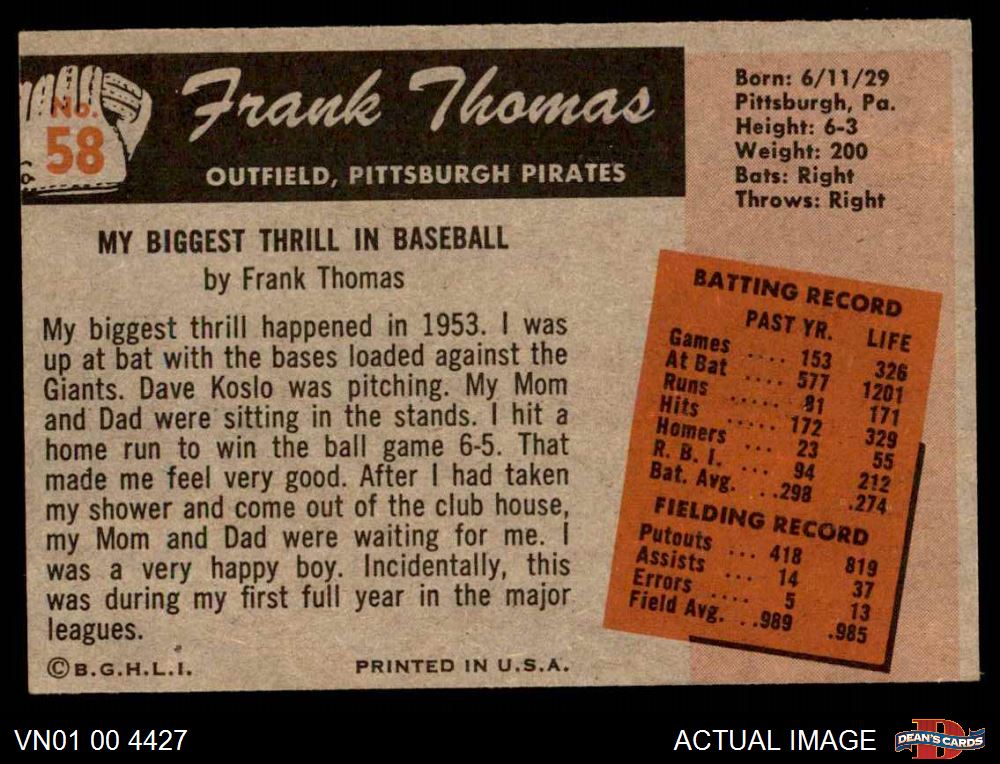 No.
58
Frank Thomas
OUTFIELD, PITTSBURGH PIRATES
Born: 6/11/29
Pittsburgh, Pa.
Height: 6-3
Weight: 200
Bats: Right
Throws: Right
MY BIGGEST THRILL IN BASEBALL
by Frank Thomas
My biggest thrill happened in 1953. I was
up at bat with the bases loaded against the
Giants. Dave Koslo was pitching. My Mom
and Dad were sitting in the stands. I hit a
home run to win the ball game 6-5. That
made me feel very good. After I had taken
my shower and come out of the club house,
my Mom and Dad were waiting for me. I
was a very happy boy. Incidentally, this
was during my first full year in the major
leagues.
©B.G.H.L.I. PRINTED IN U.S.A.
BATTING RECORD
PAST YR. LIFE
Games .... 153 326
At Bat .... 577 1201
Runs ..... 81 171
Hits ..... 172 329
Homers ... 23 55
R. B. I. ... 94 212
Bat. Avg. ...298 .274
FIELDING RECORD
Putouts ... 418 819
Assists ... 14 37
Errors .... 5 13
Field Avg. ..989 .985
VN01 00 4427
ACTUAL IMAGE
D
DEAN'S CARDS